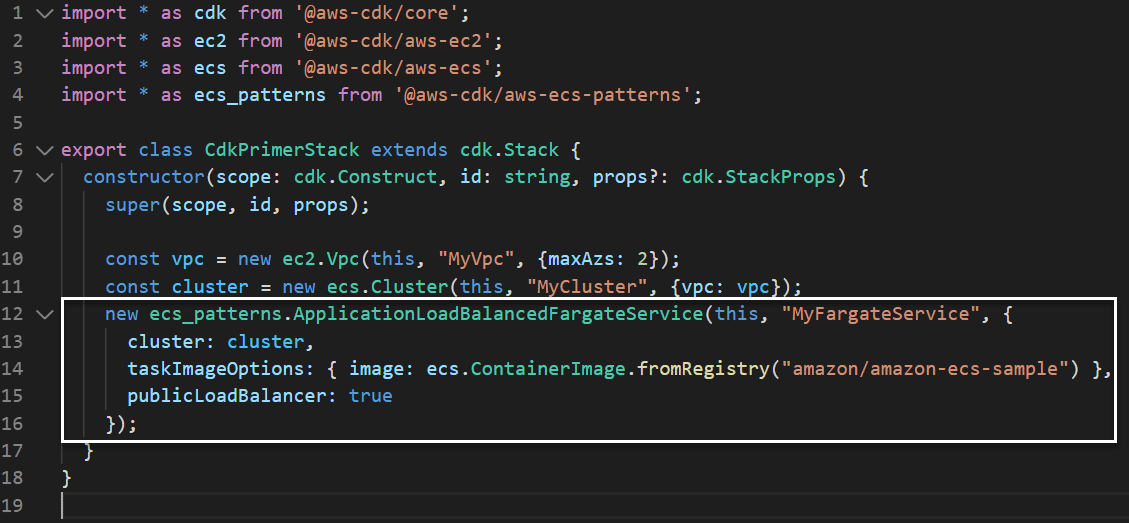 1 import * as cdk from '@aws-cdk/core';
2 import * as ec2 from '@aws-cdk/aws-ec2';
3 import * as ecs from '@aws-cdk/aws-ecs';
4 import * as ecs_patterns from '@aws-cdk/aws-ecs-patterns';
5
6 export class CdkPrimerStack extends cdk.Stack {
7 constructor(scope: cdk.Construct, id: string, props?: cdk.StackProps) {
8 super(scope, id, props);
9
10 const vpc = new ec2.Vpc(this, "MyVpc", {maxAzs: 2});
11 const cluster = new ecs.Cluster(this, "MyCluster", {vpc: vpc});
12 new ecs_patterns.ApplicationLoadBalancedFargateService(this, "MyFargateService", {
13 cluster: cluster,
14 taskImageOptions: { image: ecs.ContainerImage.fromRegistry("amazon/amazon-ecs-sample") },
15 publicLoadBalancer: true
16 });
17 }
18 }
19